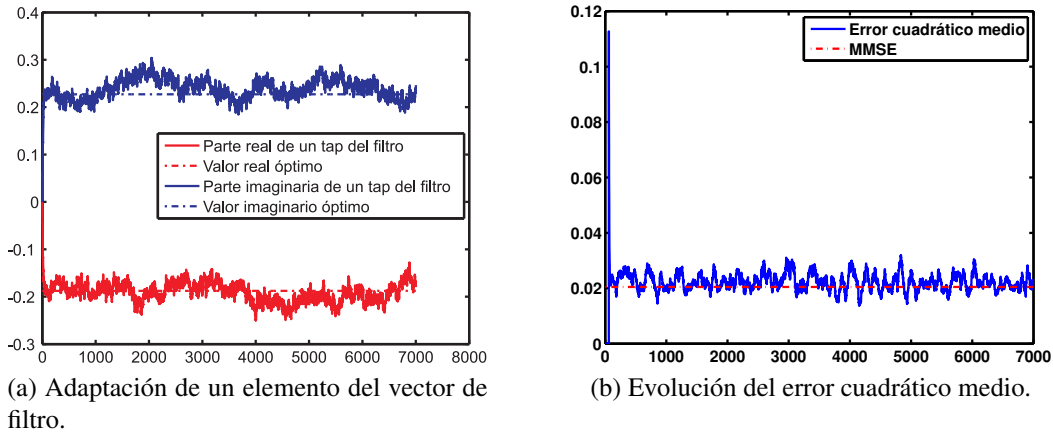 0.4
0.3
0.2
0.1
0
-0.1
-0.2
-0.3
0 1000 2000 3000 4000 5000 6000 7000 8000
Parte real de un tap del filtro
Valor real óptimo
Parte imaginaria de un tap del filtro
Valor imaginario óptimo
(a) Adaptación de un elemento del vector de
filtro.
0.12
0.1
0.08
0.06
0.04
0.02
0
0 1000 2000 3000 4000 5000 6000 7000
Error cuadrático medio
MMSE
(b) Evolución del error cuadrático medio.